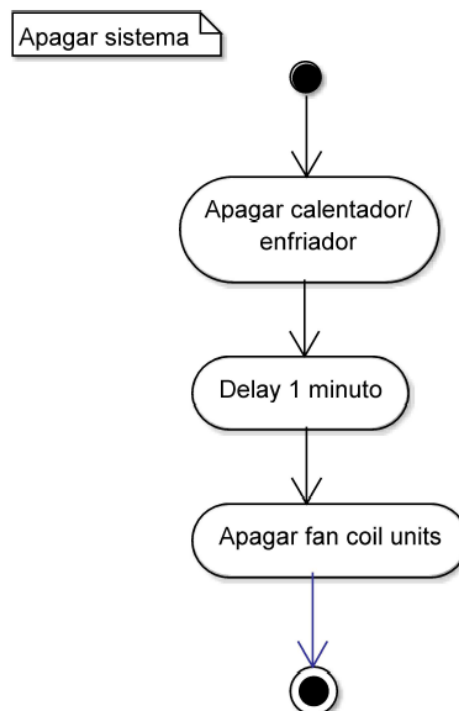 Apagar sistema
Apagar calentador/
enfriador
Delay 1 minuto
Apagar fan coil units